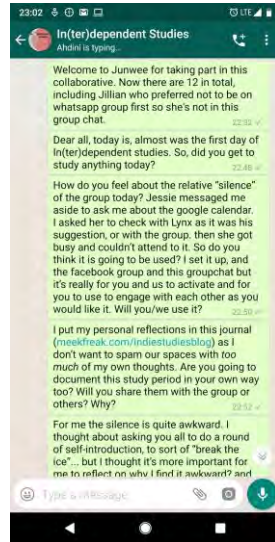 23:02
LTE
In(ter)dependent Studies
Ahdini is typing...
Welcome to Junwee for taking part in this
collaborative. Now there are 12 in total,
including Jillian who preferred not to be on
whatsapp group first so she's not in this
group chat.
22:32
Dear all, today is, almost was the first day of
In(ter)dependent studies. So, did you get to
study anything today?
22:46
How do you feel about the relative "silence"
of the group today? Jessie messaged me
aside to ask me about the google calendar.
I asked her to check with Lynx as it was his
suggestion, or with the group. then she got
busy and couldn't attend to it. So do you
think it is going to be used? I set it up, and
the facebook group and this groupchat but
it's really for you and us to activate and for
you to use to engage with each other as you
would like it. Will you/we use it?
22:50
I put my personal reflections in this journal
(meekfreak.com/indiestudiesblog) as I
don't want to spam our spaces with too
much of my own thoughts. Are you going to
document this study period in your own way
too? Will you share them with the group or
others? Why?
22:52
For me the silence is quite awkward. I
thought about asking you all to do a round
of self-introduction, to sort of "break the
ice"... but I thought it's more important for
me to reflect on why I find it awkward? and
Type a message